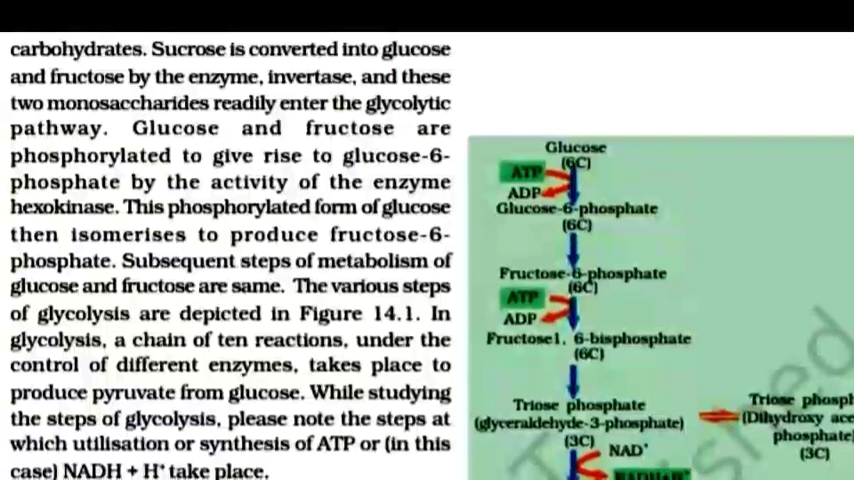 carbohydrates. Sucrose is converted into glucose
and fructose by the enzyme, invertase, and these
two monosaccharides readily enter the glycolytic
pathway. Glucose and fructose are
phosphorylated to give rise to glucose-6-
phosphate by the activity of the enzyme
hexokinase. This phosphorylated form of glucose
then isomerises to produce fructose-6-
phosphate. Subsequent steps of metabolism of
glucose and fructose are same. The various steps
of glycolysis are depicted in Figure 14.1. In
glycolysis, a chain of ten reactions, under the
control of different enzymes, takes place to
produce pyruvate from glucose. While studying
the steps of glycolysis, please note the steps at
which utilisation or synthesis of ATP or (in this
case) NADH + H⁺ take place.
Glucose
(6C)
ATP
ADP
Glucose-6-phosphate
(6C)
Fructose-6-phosphate
(6C)
ATP
ADP
Fructose1, 6-bisphosphate
(6C)
Triose phosphate
(glyceraldehyde-3-phosphate)
(3C)
Triose phosph
(Dihydroxy ace
phosphate)
(3C)
NAD⁺
NADH+H⁺